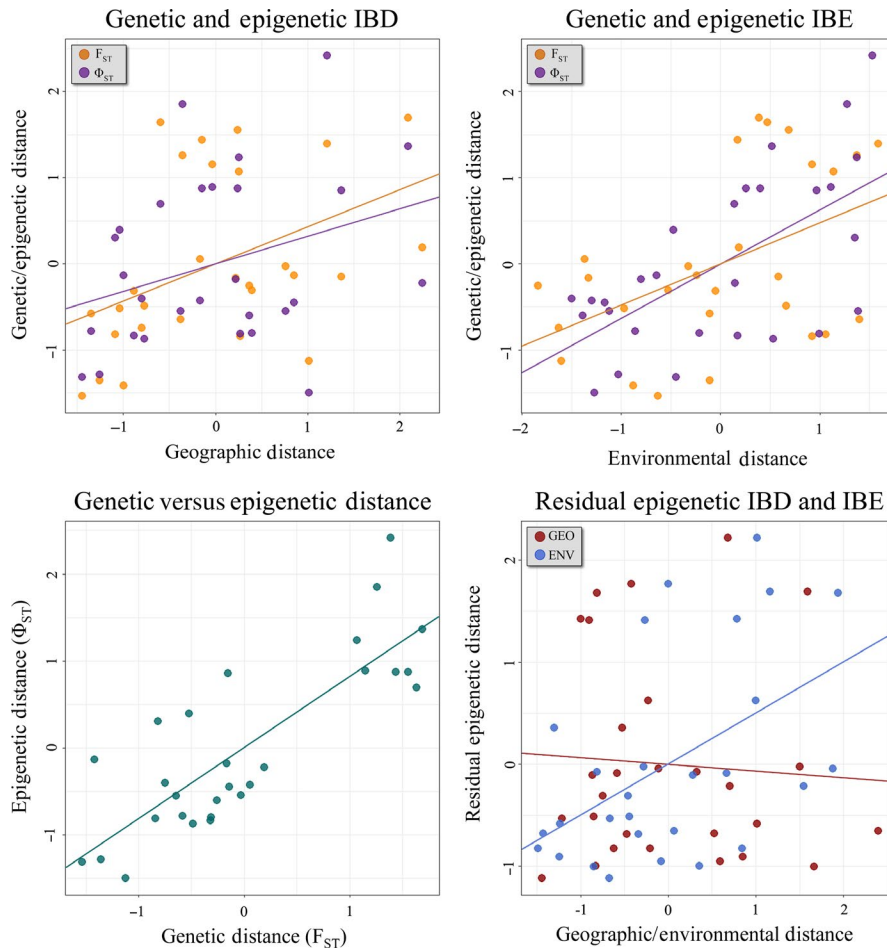 Genetic and epigenetic IBD
F_ST
Φ_ST
2
1
0
−1
−1
0
1
2
Genetic/epigenetic distance
Geographic distance
Genetic and epigenetic IBE
F_ST
Φ_ST
2
1
0
−1
−2
−1
0
1
Genetic/epigenetic distance
Environmental distance
Genetic versus epigenetic distance
2
1
0
−1
−1
0
1
Epigenetic distance (Φ_ST)
Genetic distance (F_ST)
Residual epigenetic IBD and IBE
GEO
ENV
2
1
0
−1
-1
0
1
2
Residual epigenetic distance
Geographic/environmental distance